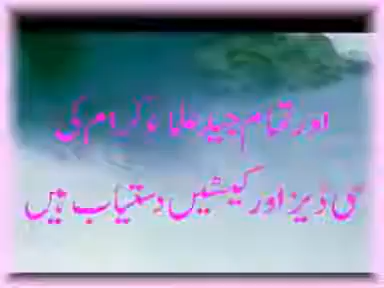 اور تمام جید علماء کرام کی
سی ڈیز اور کیسٹیں دستیاب ہیں